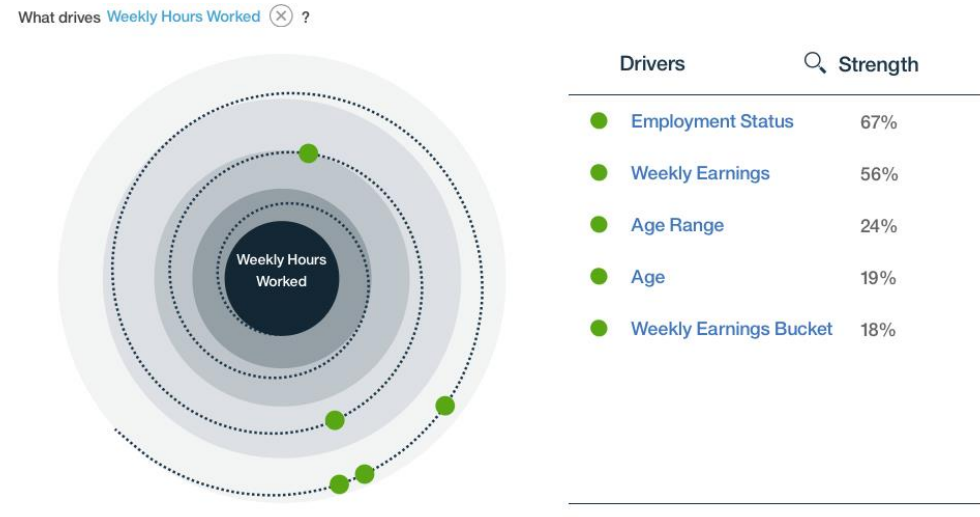 What drives Weekly Hours Worked ?
Drivers Strength
Employment Status 67%
Weekly Earnings 56%
Age Range 24%
Age 19%
Weekly Earnings Bucket 18%
Weekly Hours
Worked